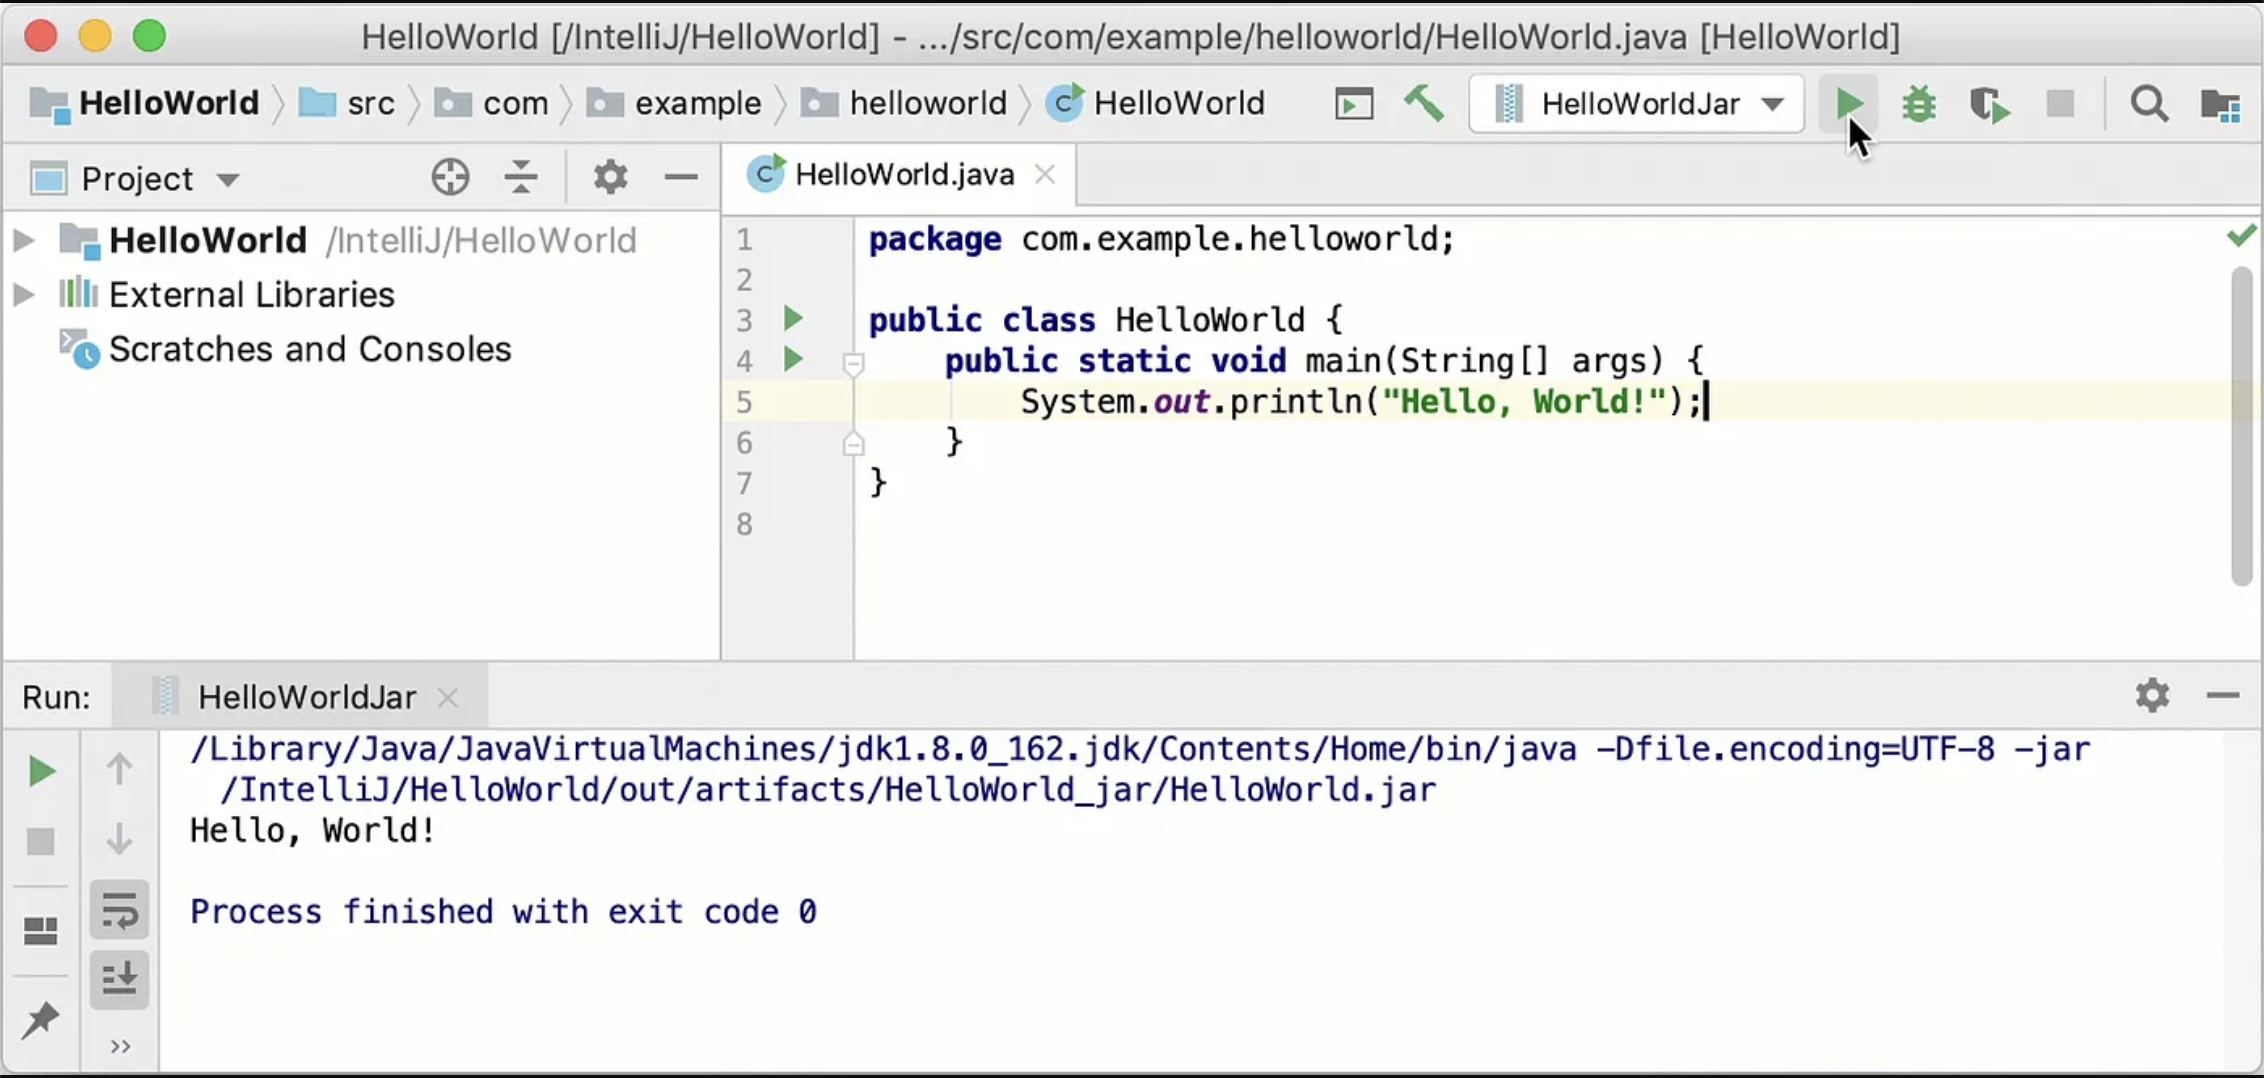 HelloWorld [/IntelliJ/HelloWorld] - .../src/com/example/helloworld/HelloWorld.java [HelloWorld]
HelloWorld src com example helloworld HelloWorld HelloWorldJar
Project
HelloWorld.java
HelloWorld /IntelliJ/HelloWorld
External Libraries
Scratches and Consoles
1 package com.example.helloworld;
2
3 public class HelloWorld {
4     public static void main(String[] args) {
5         System.out.println("Hello, World!");
6     }
7 }
8
Run: HelloWorldJar
/Library/Java/JavaVirtualMachines/jdk1.8.0_162.jdk/Contents/Home/bin/java -Dfile.encoding=UTF-8 -jar
/IntelliJ/HelloWorld/out/artifacts/HelloWorld_jar/HelloWorld.jar
Hello, World!
Process finished with exit code 0